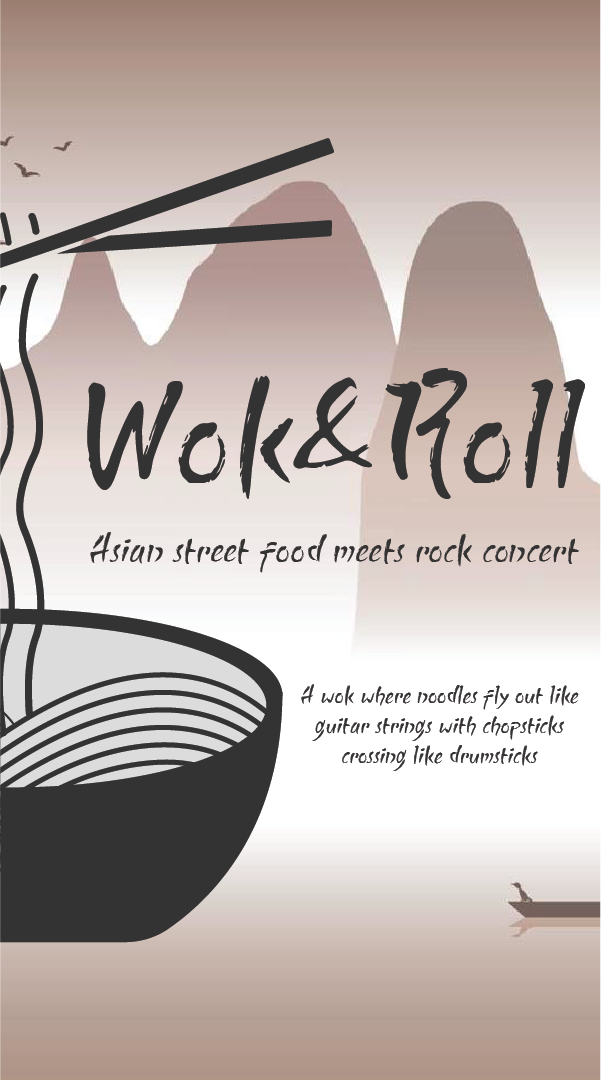 Wok&Roll
Asian street food meets rock concert
A wok where noodles fly out like
guitar strings with chopsticks
crossing like drumsticks